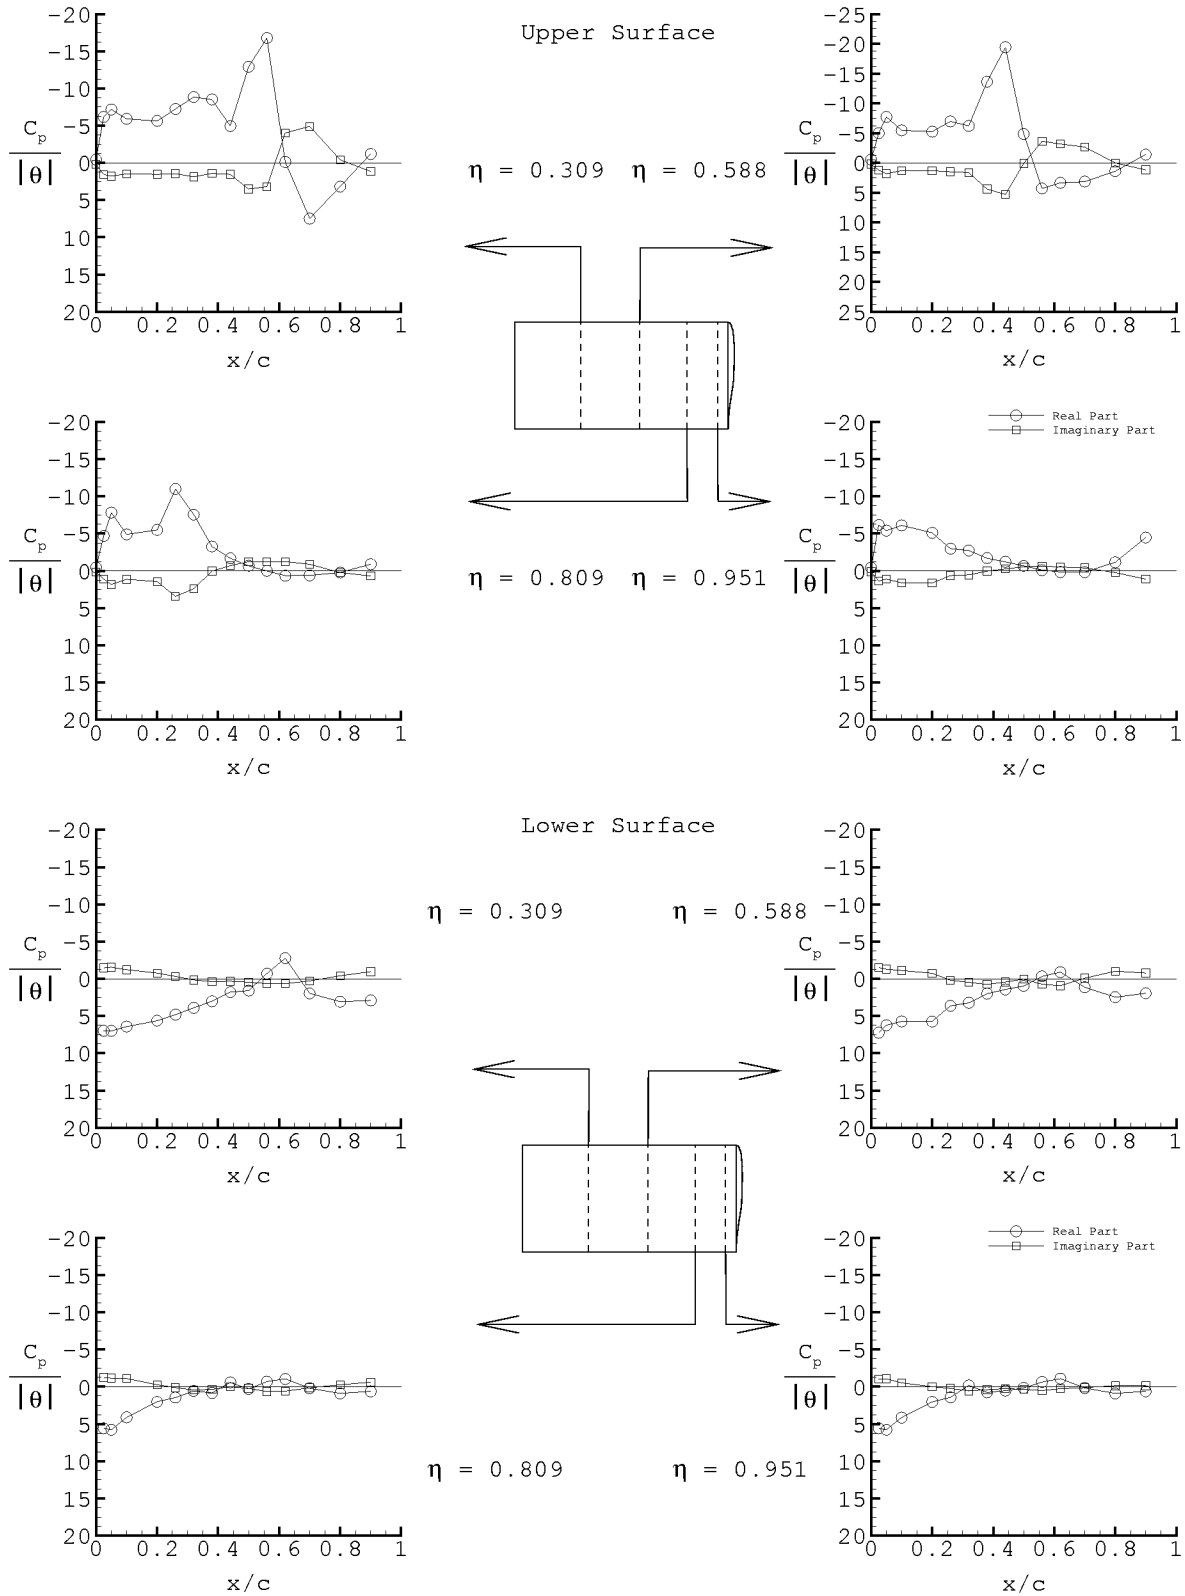 Upper Surface
-20
-15
-10
-5
0
5
10
15
20
Cp
|θ|
0 0.2 0.4 0.6 0.8 1
x/c
η = 0.309 η = 0.588
-25
-20
-15
-10
-5
0
5
10
15
20
25
Cp
|θ|
0 0.2 0.4 0.6 0.8 1
x/c
-20
-15
-10
-5
0
5
10
15
20
Cp
|θ|
0 0.2 0.4 0.6 0.8 1
x/c
η = 0.809 η = 0.951
Real Part
Imaginary Part
-20
-15
-10
-5
0
5
10
15
20
Cp
|θ|
0 0.2 0.4 0.6 0.8 1
x/c
Lower Surface
-20
-15
-10
-5
0
5
10
15
20
Cp
|θ|
0 0.2 0.4 0.6 0.8 1
x/c
η = 0.309 η = 0.588
-20
-15
-10
-5
0
5
10
15
20
Cp
|θ|
0 0.2 0.4 0.6 0.8 1
x/c
-20
-15
-10
-5
0
5
10
15
20
Cp
|θ|
0 0.2 0.4 0.6 0.8 1
x/c
η = 0.809 η = 0.951
Real Part
Imaginary Part
-20
-15
-10
-5
0
5
10
15
20
Cp
|θ|
0 0.2 0.4 0.6 0.8 1
x/c